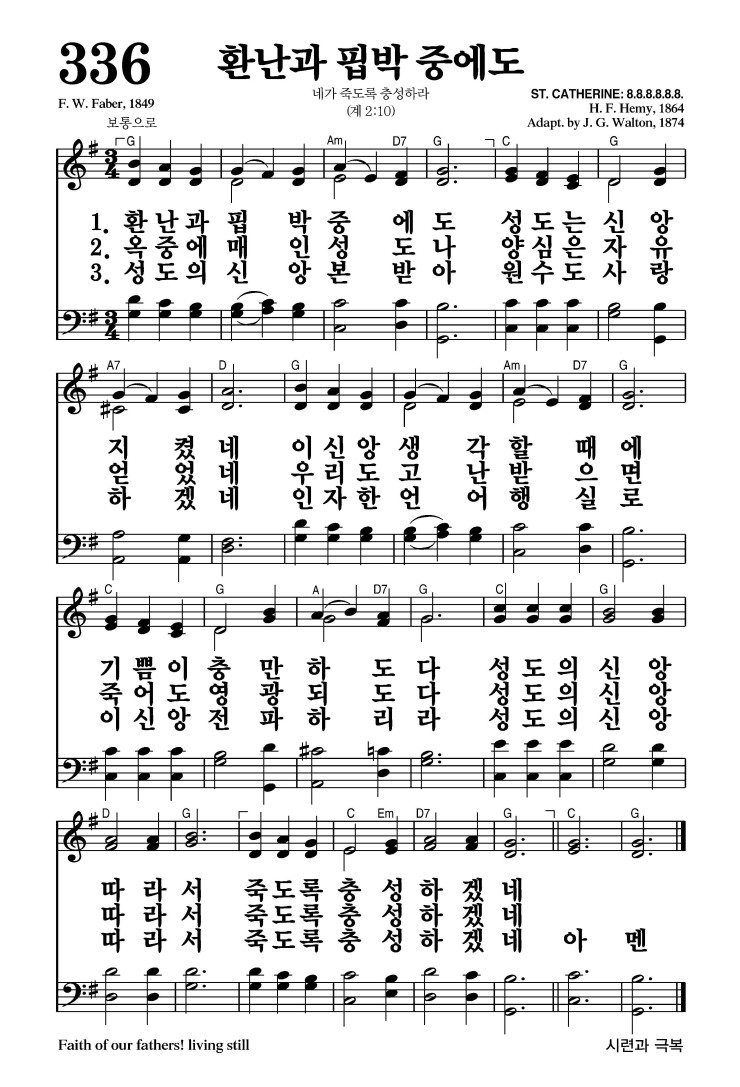 336 환난과 핍박 중에도
네가 죽도록 충성하라
(계 2:10)
F. W. Faber, 1849
보통으로
ST. CATHERINE: 8.8.8.8.8.8.
H. F. Hemy, 1864
Adapt. by J. G. Walton, 1874
G Am D7 G C G
3 4
1. 환 난 과 핍 박 중 에 도 성 도 는 신 앙
2. 옥 중 에 매 인 성 도 나 양 심 은 자 유
3. 성 도 의 신 앙 본 받 아 원 수 도 사 랑
3 4
A7 D G Am D7 G
지 켰 네 이 신 앙 생 각 할 때 에
얻 었 네 우 리 도 고 난 받 으 면
하 겠 네 인 자 한 언 어 행 실 로
C G A D7 G C G
기 쁨 이 충 만 하 도 다 성 도 의 신 앙
죽 어 도 영 광 되 도 다 성 도 의 신 앙
이 신 앙 전 파 하 리 라 성 도 의 신 앙
D G C Em D7 G C G
따 라 서 죽 도 록 충 성 하 겠 네
따 라 서 죽 도 록 충 성 하 겠 네
따 라 서 죽 도 록 충 성 하 겠 네 아 멘
Faith of our fathers! living still
시련과 극복